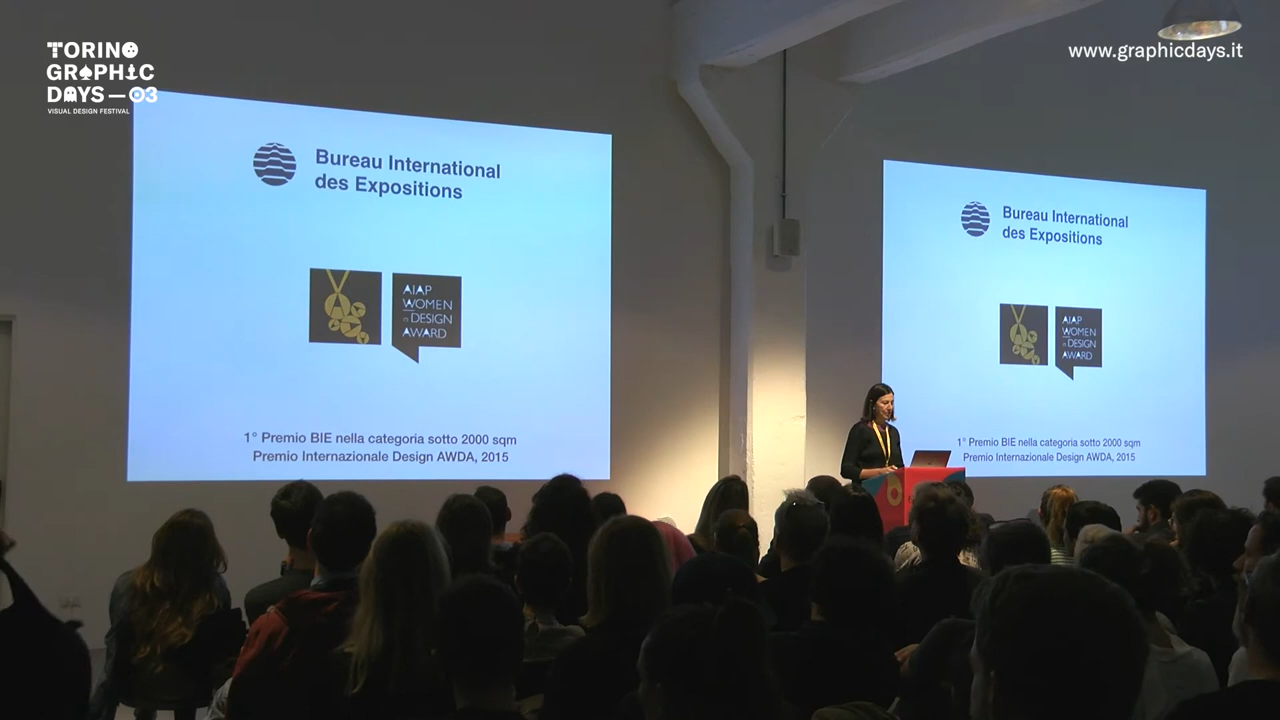 TORINO
GRAPHIC
DAYS—03
VISUAL DESIGN FESTIVAL
www.graphicdays.it
Bureau International
des Expositions
AIAP
WOMEN
IN DESIGN
AWARD
1° Premio BIE nella categoria sotto 2000 sqm
Premio Internazionale Design AWDA, 2015
Bureau International
des Expositions
AIAP
WOMEN
IN DESIGN
AWARD
1° Premio BIE nella categoria sotto 2000 sqm
Premio Internazionale Design AWDA, 2015